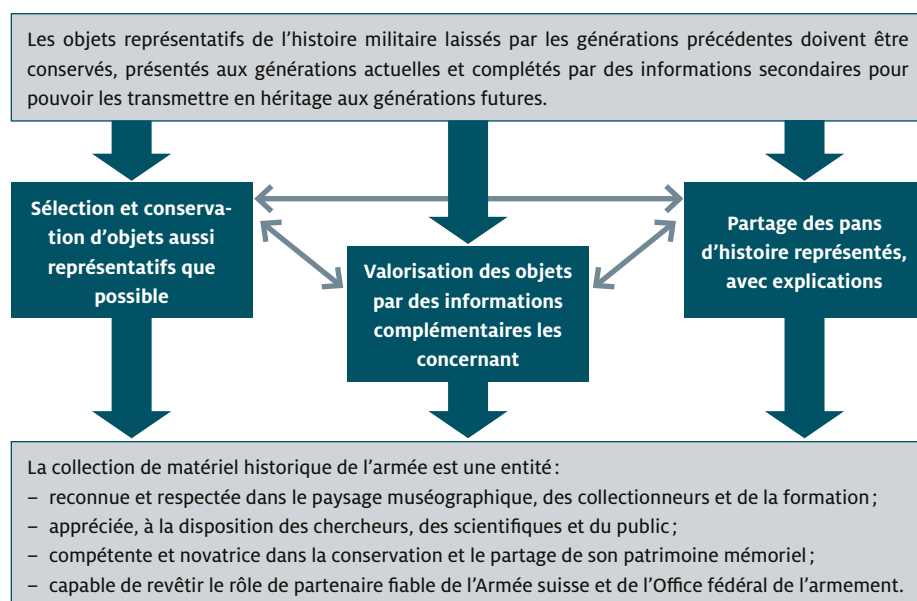 Les objets représentatifs de l'histoire militaire laissés par les générations précédentes doivent être
conservés, présentés aux générations actuelles et complétés par des informations secondaires pour
pouvoir les transmettre en héritage aux générations futures.
Sélection et conserva-
tion d'objets aussi
représentatifs que
possible
Valorisation des objets
par des informations
complémentaires les
concernant
Partage des pans
d'histoire représentés,
avec explications
La collection de matériel historique de l'armée est une entité :
– reconnue et respectée dans le paysage muséographique, des collectionneurs et de la formation ;
– appréciée, à la disposition des chercheurs, des scientifiques et du public ;
– compétente et novatrice dans la conservation et le partage de son patrimoine mémoriel ;
– capable de revêtir le rôle de partenaire fiable de l'Armée suisse et de l'Office fédéral de l'armement.